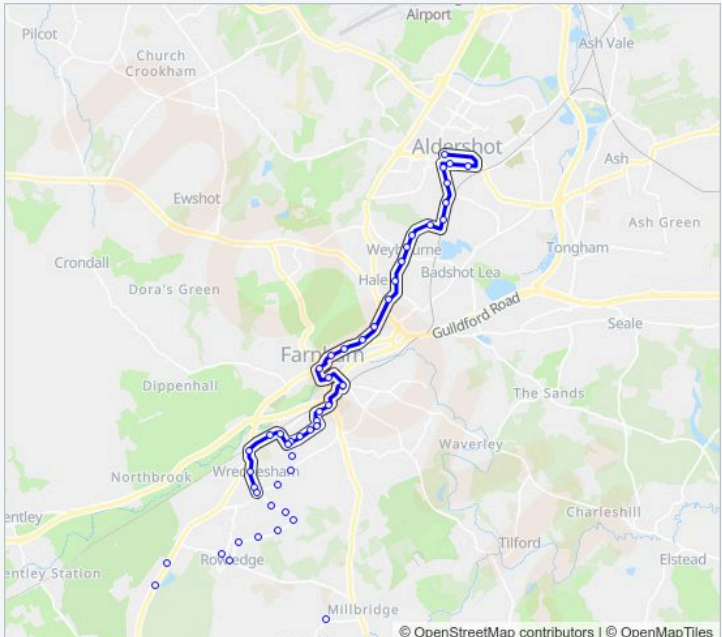 Airport
Pilcot
Ash Vale
Church
Crookham
Aldershot
Ash
Ewshot
Ash Green
Weybourne
Tongham
Crondall
Badshot Lea
Hale
Dora's Green
Guildford Road
Seale
Farnham
Dippenhall
The Sands
Waverley
Northbrook
Wrecclesham
entley
Charleshill
Tilford
Rowledge
Elstead
entley Station
Millbridge
© OpenStreetMap contributors | © OpenMapTiles